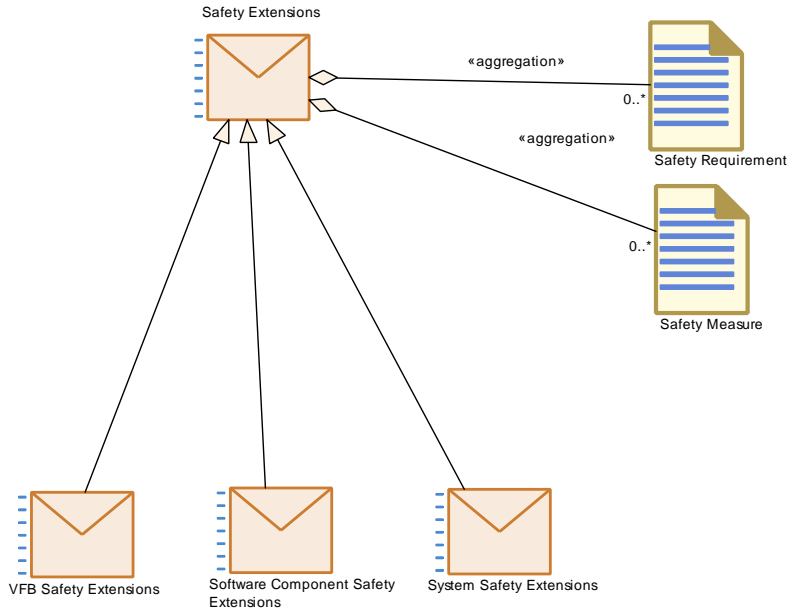 Safety Extensions
«aggregation»
0..*
Safety Requirement
«aggregation»
0..*
Safety Measure
VFB Safety Extensions
Software Component Safety
Extensions
System Safety Extensions